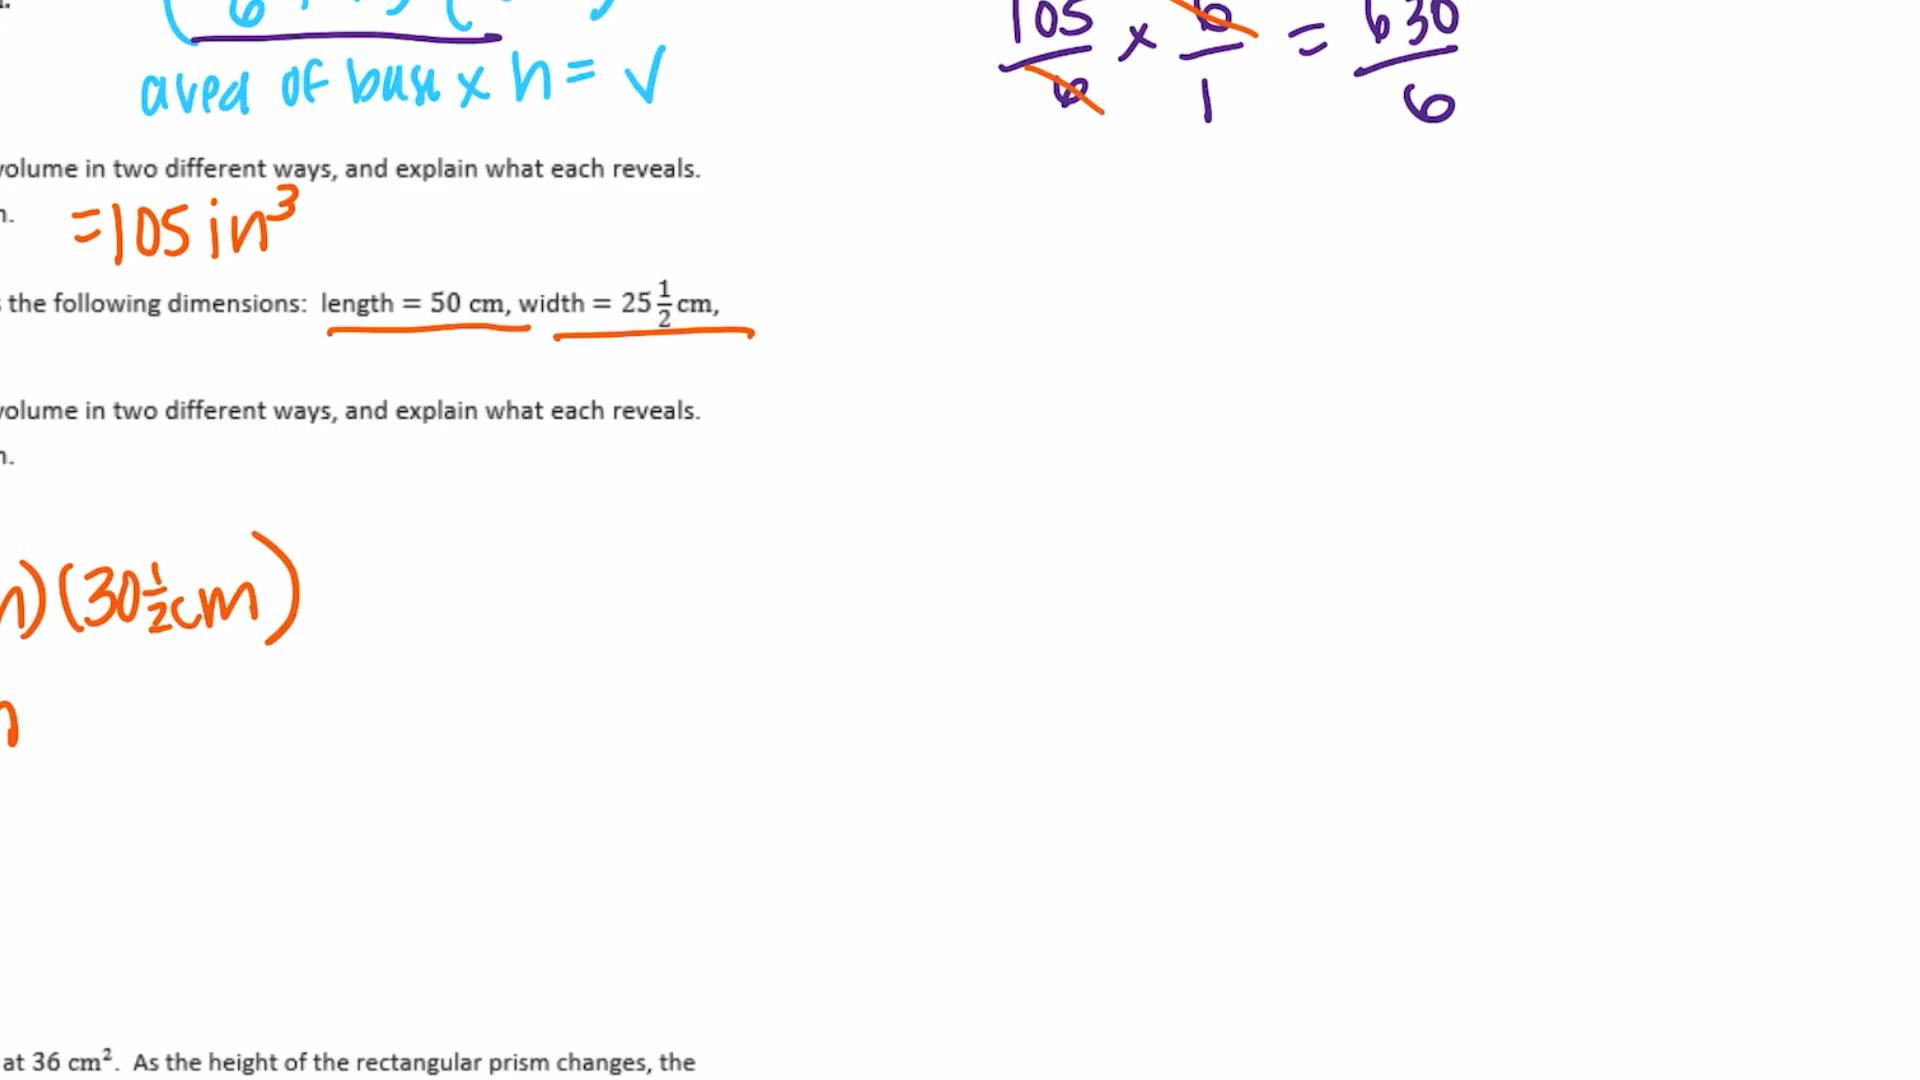 area of base x h = V
105/6 x 6/1 = 630/6
volume in two different ways, and explain what each reveals.
= 105 in³
the following dimensions: length = 50 cm, width = 25 1/2 cm,
volume in two different ways, and explain what each reveals.
(30 1/2 cm)
at 36 cm². As the height of the rectangular prism changes, the